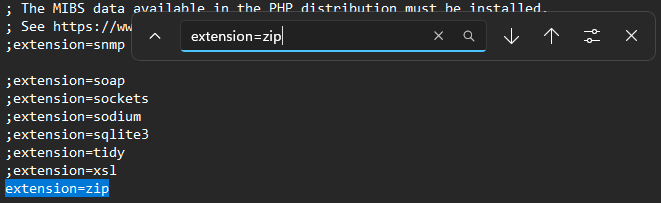 ; The MIBS data available in the PHP distribution must be installed.
; See https://ww
;extension=snmp
extension=zip
;extension=soap
;extension=sockets
;extension=sodium
;extension=sqlite3
;extension=tidy
;extension=xsl
extension=zip